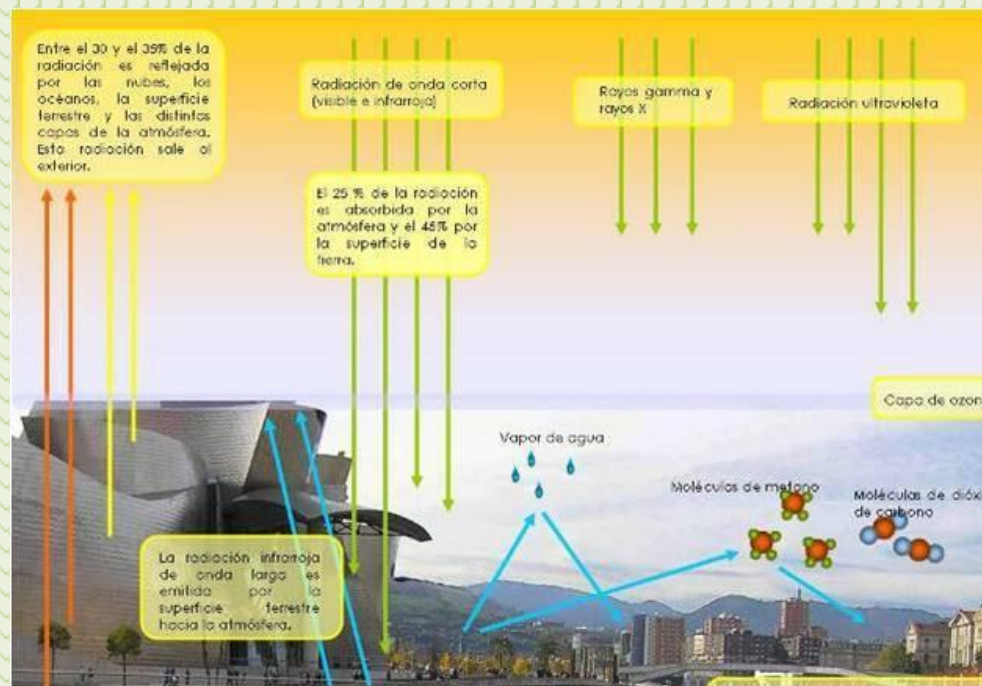 Entre el 30 y el 35% de la
radiación es reflejada
por las nubes, los
océanos, la superficie
terrestre y las distintas
capas de la atmósfera.
Esta radiación sale al
exterior.
Radiación de onda corta
(visible e infrarroja)
Rayos gamma y
rayos X
Radiación ultravioleta
El 25 % de la radiación
es absorbida por la
atmósfera y el 45% por
la superficie de la
tierra.
Capa de ozon
Vapor de agua
Moléculas de metano
Moléculas de dióxi
de carbono
La radiación infrarroja
de onda larga es
emitida por la
superficie terrestre
hacia la atmósfera.